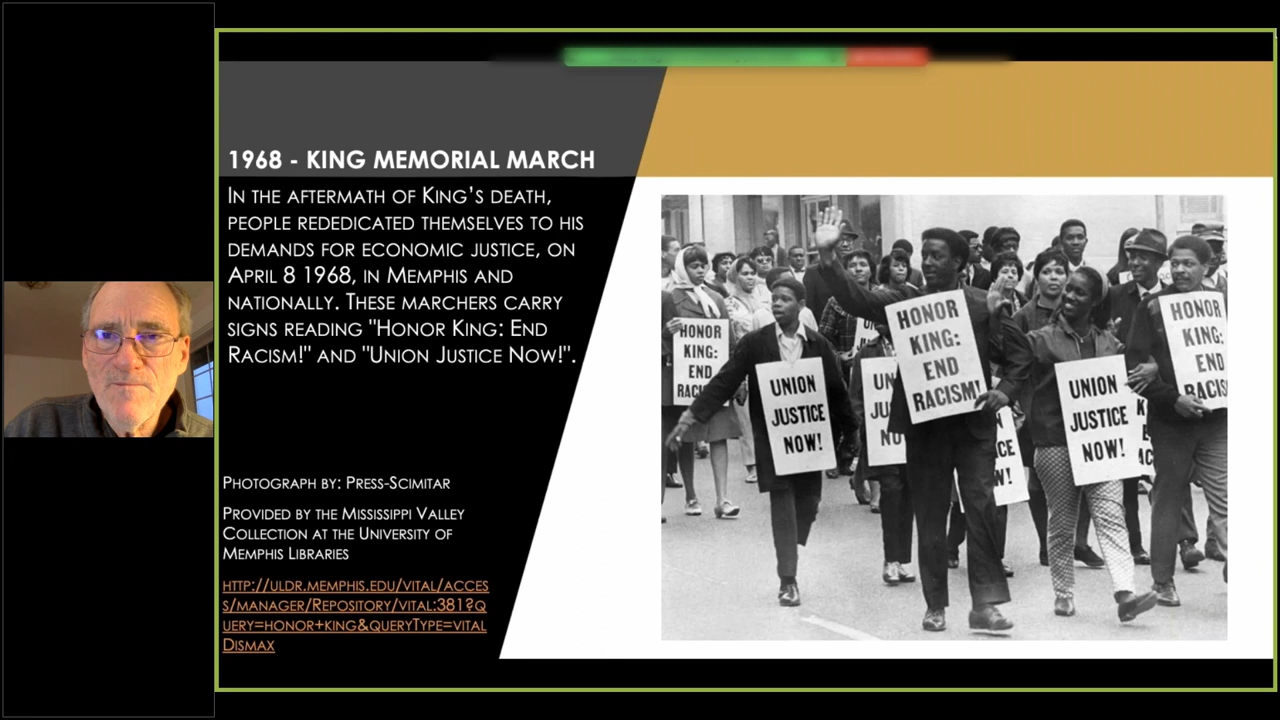 1968 - KING MEMORIAL MARCH
IN THE AFTERMATH OF KING'S DEATH,
PEOPLE REDEDICATED THEMSELVES TO HIS
DEMANDS FOR ECONOMIC JUSTICE, ON
APRIL 8 1968, IN MEMPHIS AND
NATIONALLY. THESE MARCHERS CARRY
SIGNS READING "HONOR KING: END
RACISM!" AND "UNION JUSTICE NOW!".
PHOTOGRAPH BY: PRESS-SCIMITAR
PROVIDED BY THE MISSISSIPPI VALLEY
COLLECTION AT THE UNIVERSITY OF
MEMPHIS LIBRARIES
HTTP://ULDR.MEMPHIS.EDU/VITAL/ACCES
S/MANAGER/REPOSITORY/VITAL:381?Q
UERY=HONOR+KING&QUERYTYPE=VITAL
DISMAX
HONOR
KING:
END
RAC
UNION
JUSTICE
NOW!
UN
JU
NO
HONOR
KING:
END
RACISM!
UNION
JUSTICE
NOW!
HONOR
KING:
END
RACIS